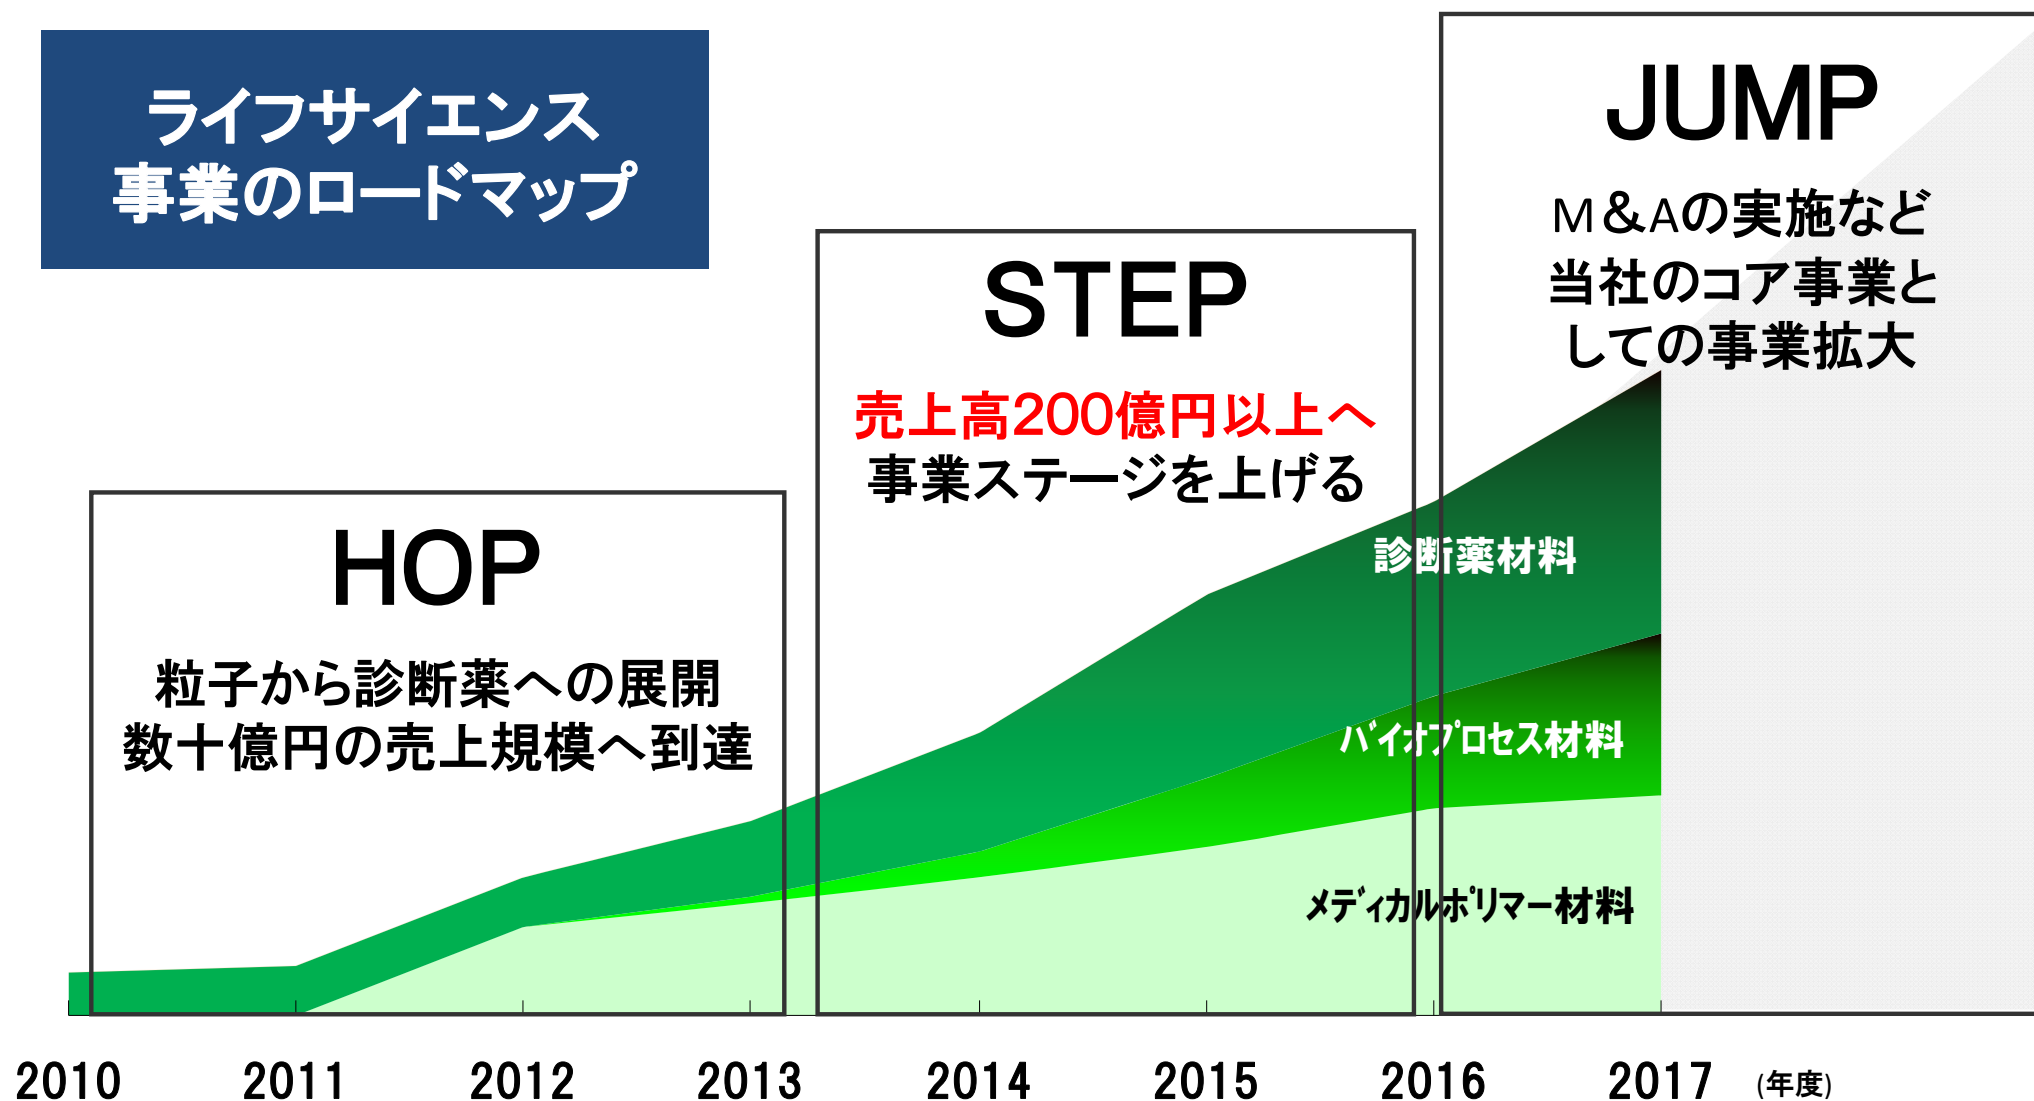 ライフサイエンス
事業のロードマップ
HOP
粒子から診断薬への展開
数十億円の売上規模へ到達
STEP
売上高200億円以上へ
事業ステージを上げる
JUMP
M&Aの実施など
当社のコア事業と
しての事業拡大
診断薬材料
バイオプロセス材料
メディカルポリマー材料
2010 2011 2012 2013 2014 2015 2016 2017 (年度)